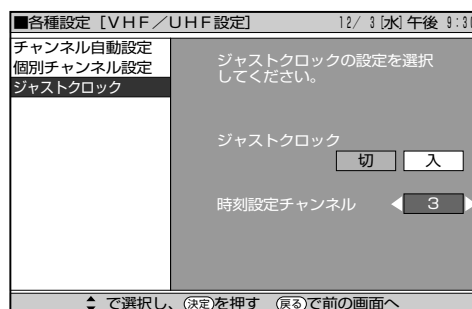 ■各種設定［VHF／UHF設定］ 12/ 3[水]午後 9:30
チャンネル自動設定
個別チャンネル設定
ジャストクロック
ジャストクロックの設定を選択
してください。
ジャストクロック
切 入
時刻設定チャンネル 3
で選択し、決定を押す 戻るで前の画面へ